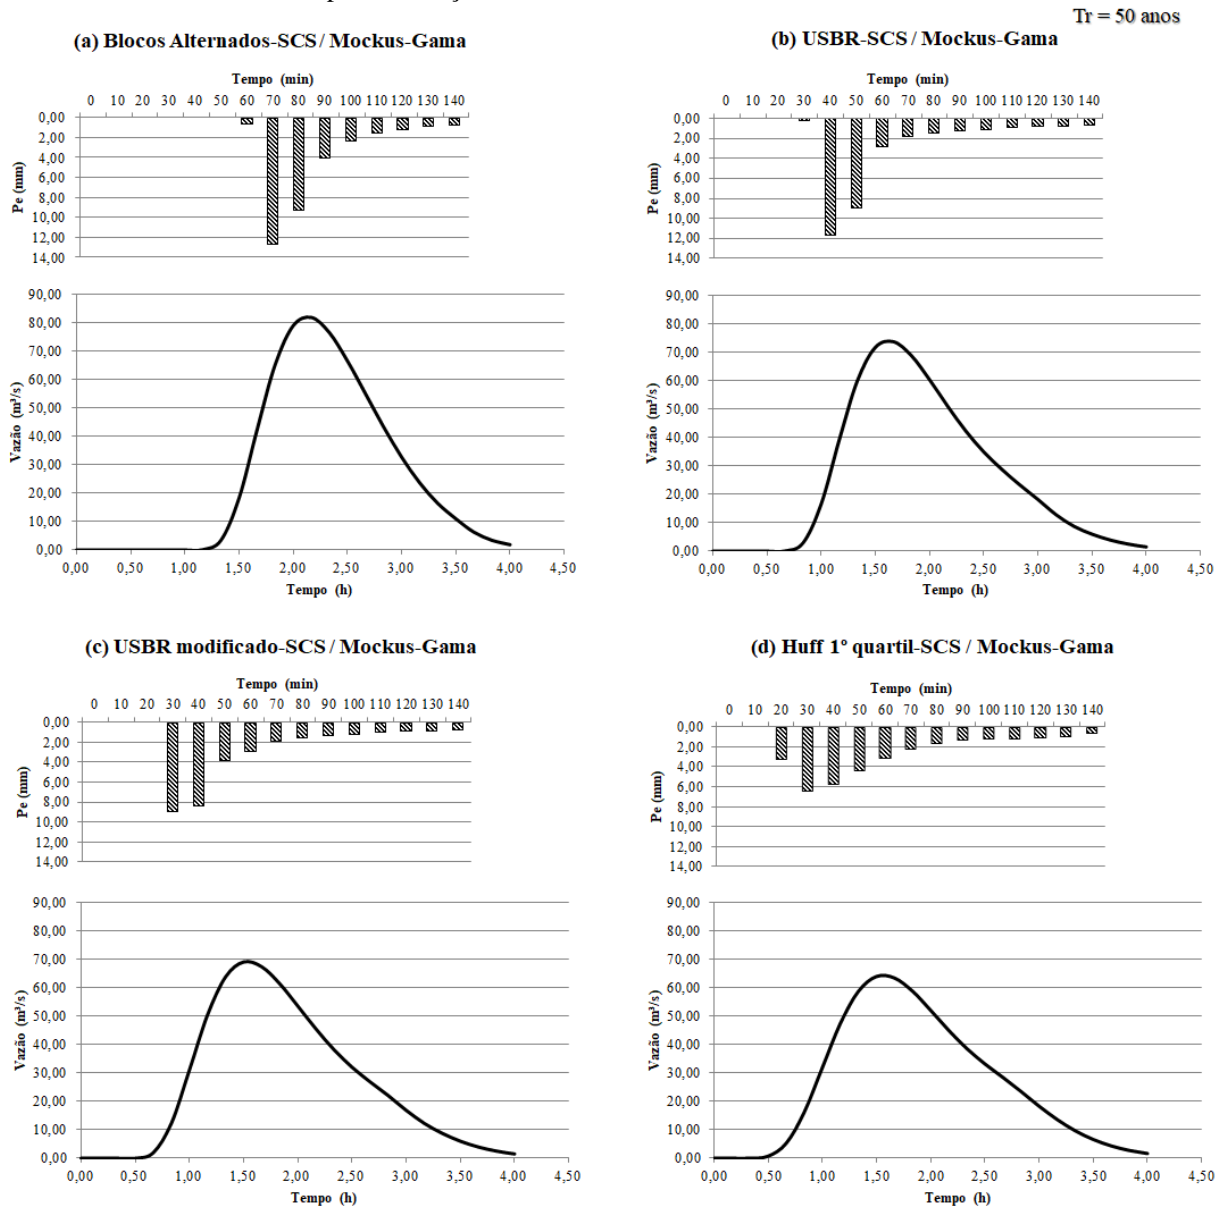 Tr = 50 anos
(a) Blocos Alternados-SCS / Mockus-Gama
Tempo (min)
0 10 20 30 40 50 60 70 80 90 100 110 120 130 140
0,00
2,00
4,00
6,00
8,00
10,00
12,00
14,00
Pe (mm)
90,00
80,00
70,00
60,00
50,00
40,00
30,00
20,00
10,00
0,00
Vazão (m³/s)
0,00 0,50 1,00 1,50 2,00 2,50 3,00 3,50 4,00 4,50
Tempo (h)
(b) USBR-SCS / Mockus-Gama
Tempo (min)
0 10 20 30 40 50 60 70 80 90 100 110 120 130 140
0,00
2,00
4,00
6,00
8,00
10,00
12,00
14,00
Pe (mm)
90,00
80,00
70,00
60,00
50,00
40,00
30,00
20,00
10,00
0,00
Vazão (m³/s)
0,00 0,50 1,00 1,50 2,00 2,50 3,00 3,50 4,00 4,50
Tempo (h)
(c) USBR modificado-SCS / Mockus-Gama
Tempo (min)
0 10 20 30 40 50 60 70 80 90 100 110 120 130 140
0,00
2,00
4,00
6,00
8,00
10,00
12,00
14,00
Pe (mm)
90,00
80,00
70,00
60,00
50,00
40,00
30,00
20,00
10,00
0,00
Vazão (m³/s)
0,00 0,50 1,00 1,50 2,00 2,50 3,00 3,50 4,00 4,50
Tempo (h)
(d) Huff 1º quartil-SCS / Mockus-Gama
Tempo (min)
0 10 20 30 40 50 60 70 80 90 100 110 120 130 140
0,00
2,00
4,00
6,00
8,00
10,00
12,00
14,00
Pe (mm)
90,00
80,00
70,00
60,00
50,00
40,00
30,00
20,00
10,00
0,00
Vazão (m³/s)
0,00 0,50 1,00 1,50 2,00 2,50 3,00 3,50 4,00 4,50
Tempo (h)